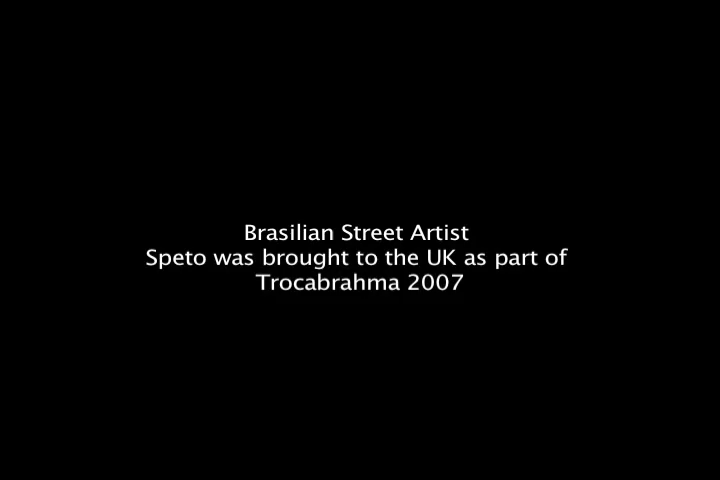 Brasilian Street Artist
Speto was brought to the UK as part of
Trocabrahma 2007